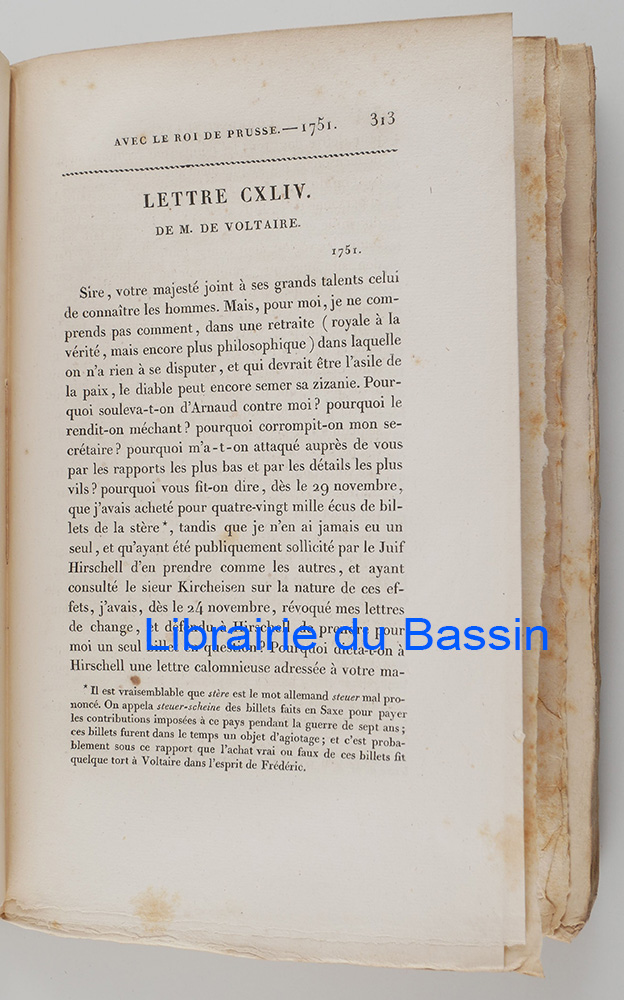 AVEC LE ROI DE PRUSSE.—1751. 313
LETTRE CXLIV.
DE M. DE VOLTAIRE.
1751.
Sire, votre majesté joint à ses grands talents celui
de connaître les hommes. Mais, pour moi, je ne com-
prends pas comment, dans une retraite (royale à la
vérité, mais encore plus philosophique) dans laquelle
on n'a rien à se disputer, et qui devrait être l'asile de
la paix, le diable peut encore semer sa zizanie. Pour-
quoi souleva-t-on d'Arnaud contre moi? pourquoi le
rendit-on méchant? pourquoi corrompit-on mon se-
crétaire? pourquoi m'a-t-on attaqué auprès de vous
par les rapports les plus bas et par les détails les plus
vils? pourquoi vous fit-on dire, dès le 29 novembre,
que j'avais acheté pour quatre-vingt mille écus de bil-
lets de la stère*, tandis que je n'en ai jamais eu un
seul, et qu'ayant été publiquement sollicité par le Juif
Hirschell d'en prendre comme les autres, et ayant
consulté le sieur Kircheisen sur la nature de ces ef-
fets, j'avais, dès le 24 novembre, révoqué mes lettres
de change, et défendu à Hirschell de prendre pour
moi un seul billet en question? Pourquoi dicta-t-on à
Hirschell une lettre calomnieuse adressée à votre ma-
Librairie du Bassin
* Il est vraisemblable que stère est le mot allemand steuer mal pro-
noncé. On appela steuer-scheine des billets faits en Saxe pour payer
les contributions imposées à ce pays pendant la guerre de sept ans;
ces billets furent dans le temps un objet d'agiotage; et c'est proba-
blement sous ce rapport que l'achat vrai ou faux de ces billets fit
quelque tort à Voltaire dans l'esprit de Frédéric.